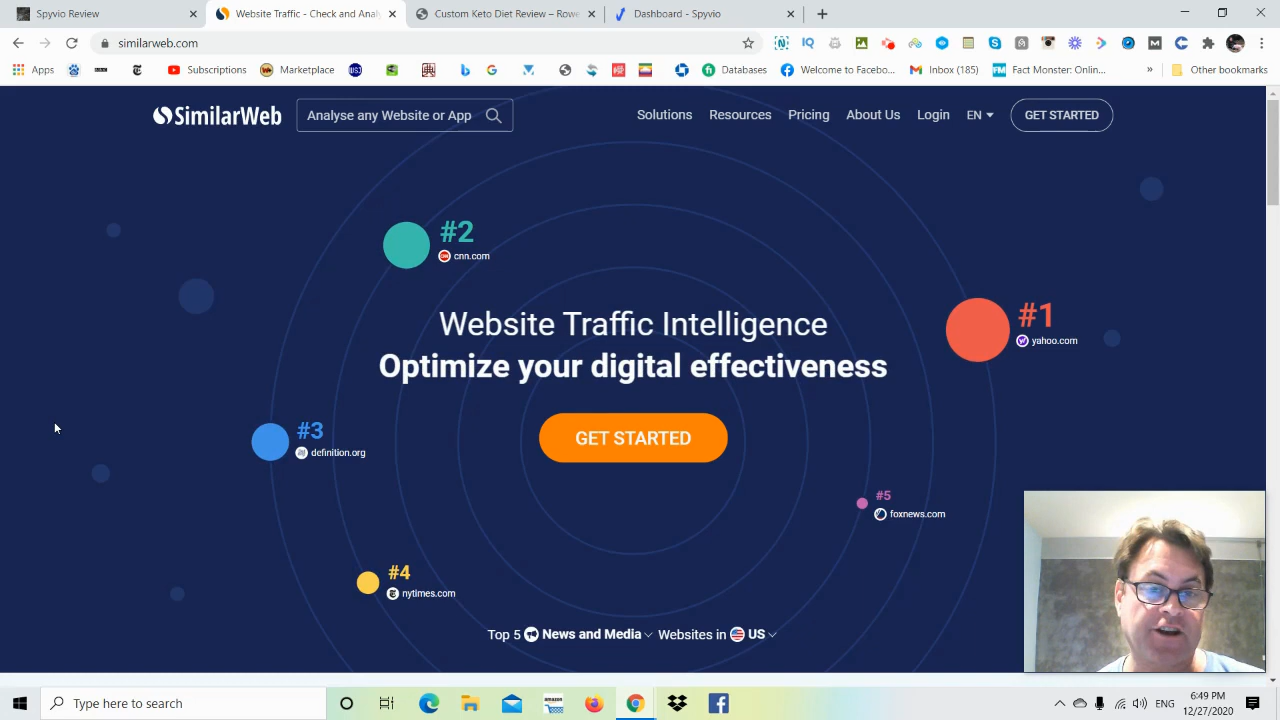 Spyvio Review
Website Traffic - Check and Analy
Custom Keto Diet Review – Rowe
Dashboard - Spyvio
similarweb.com
Apps
Subscriptions
Marketplace
Databases
Welcome to Facebo...
Inbox (185)
Fact Monster: Onlin...
»
Other bookmarks
SimilarWeb
Analyse any Website or App
Solutions
Resources
Pricing
About Us
Login
EN
GET STARTED
#2
cnn.com
#1
yahoo.com
Website Traffic Intelligence
Optimize your digital effectiveness
GET STARTED
#3
definition.org
#5
foxnews.com
#4
nytimes.com
Top 5 News and Media Websites in US
Type here to search
ENG
6:49 PM
12/27/2020